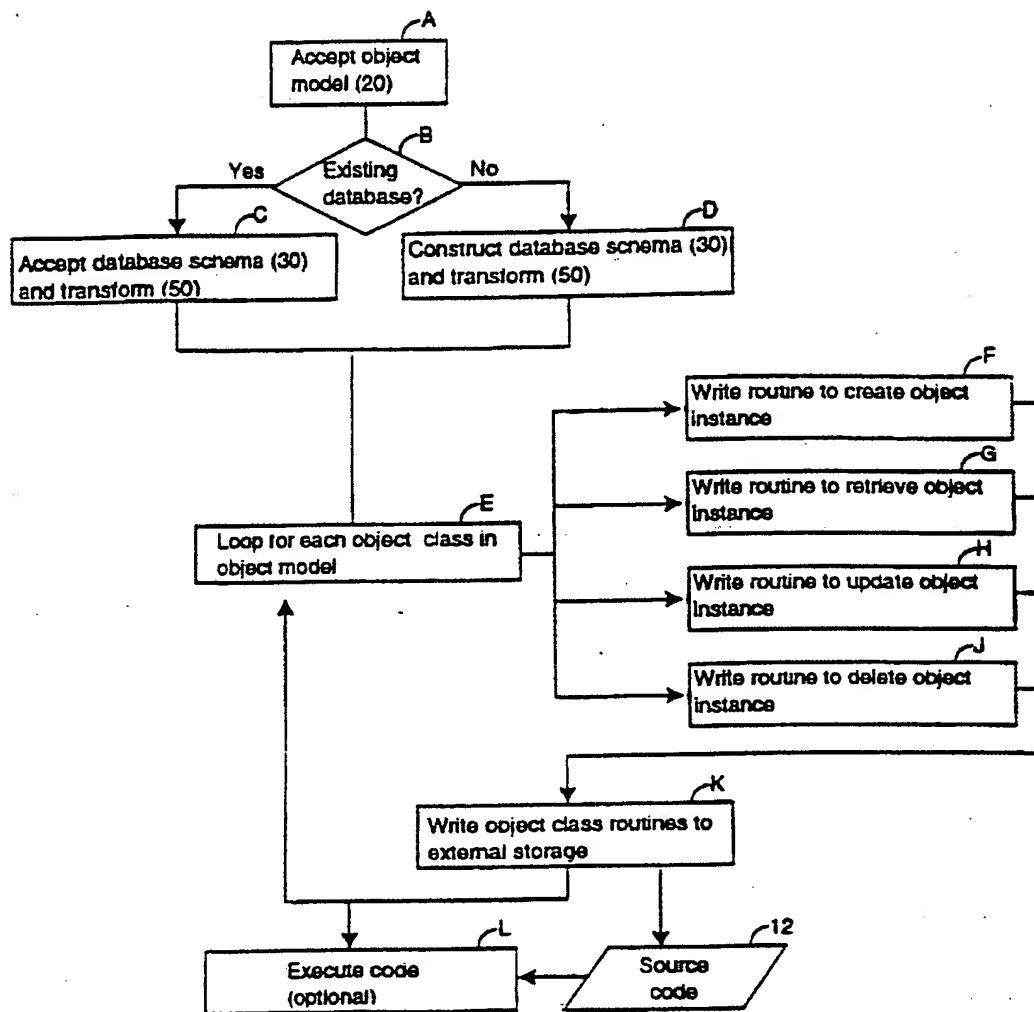 A
Accept object
model (20)
B
Yes
Existing
database?
No
C
Accept database schema (30)
and transform (50)
D
Construct database schema (30)
and transform (50)
F
Write routine to create object
instance
G
Write routine to retrieve object
instance
E
Loop for each object class in
object model
H
Write routine to update object
instance
J
Write routine to delete object
instance
K
Write object class routines to
external storage
L
Execute code
(optional)
12
Source
code